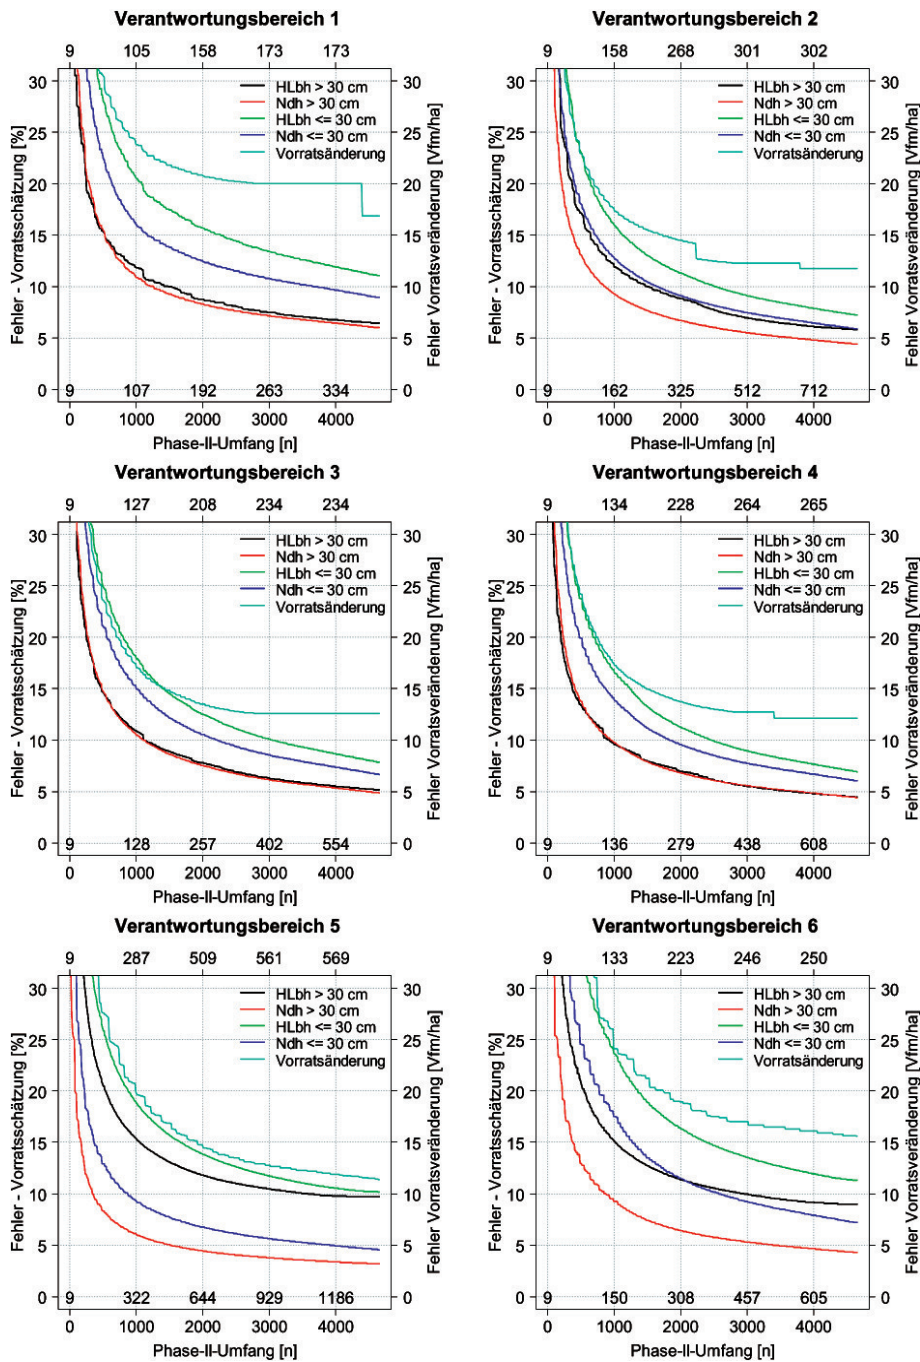 Verantwortungsbereich 1
9 105 158 173 173
30
25
20
15
10
5
0
Fehler - Vorratsschätzung [%]
HLbh > 30 cm
Ndh > 30 cm
HLbh <= 30 cm
Ndh <= 30 cm
Vorratsänderung
30
25
20
15
10
5
0
Fehler Vorratsveränderung [Vfm/ha]
9 107 192 263 334
0 1000 2000 3000 4000
Phase-II-Umfang [n]
Verantwortungsbereich 2
9 158 268 301 302
30
25
20
15
10
5
0
Fehler - Vorratsschätzung [%]
HLbh > 30 cm
Ndh > 30 cm
HLbh <= 30 cm
Ndh <= 30 cm
Vorratsänderung
30
25
20
15
10
5
0
Fehler Vorratsveränderung [Vfm/ha]
9 162 325 512 712
0 1000 2000 3000 4000
Phase-II-Umfang [n]
Verantwortungsbereich 3
9 127 208 234 234
30
25
20
15
10
5
0
Fehler - Vorratsschätzung [%]
HLbh > 30 cm
Ndh > 30 cm
HLbh <= 30 cm
Ndh <= 30 cm
Vorratsänderung
30
25
20
15
10
5
0
Fehler Vorratsveränderung [Vfm/ha]
9 128 257 402 554
0 1000 2000 3000 4000
Phase-II-Umfang [n]
Verantwortungsbereich 4
9 134 228 264 265
30
25
20
15
10
5
0
Fehler - Vorratsschätzung [%]
HLbh > 30 cm
Ndh > 30 cm
HLbh <= 30 cm
Ndh <= 30 cm
Vorratsänderung
30
25
20
15
10
5
0
Fehler Vorratsveränderung [Vfm/ha]
9 136 279 438 608
0 1000 2000 3000 4000
Phase-II-Umfang [n]
Verantwortungsbereich 5
9 287 509 561 569
30
25
20
15
10
5
0
Fehler - Vorratsschätzung [%]
HLbh > 30 cm
Ndh > 30 cm
HLbh <= 30 cm
Ndh <= 30 cm
Vorratsänderung
30
25
20
15
10
5
0
Fehler Vorratsveränderung [Vfm/ha]
9 322 644 929 1186
0 1000 2000 3000 4000
Phase-II-Umfang [n]
Verantwortungsbereich 6
9 133 223 246 250
30
25
20
15
10
5
0
Fehler - Vorratsschätzung [%]
HLbh > 30 cm
Ndh > 30 cm
HLbh <= 30 cm
Ndh <= 30 cm
Vorratsänderung
30
25
20
15
10
5
0
Fehler Vorratsveränderung [Vfm/ha]
9 150 308 457 605
0 1000 2000 3000 4000
Phase-II-Umfang [n]